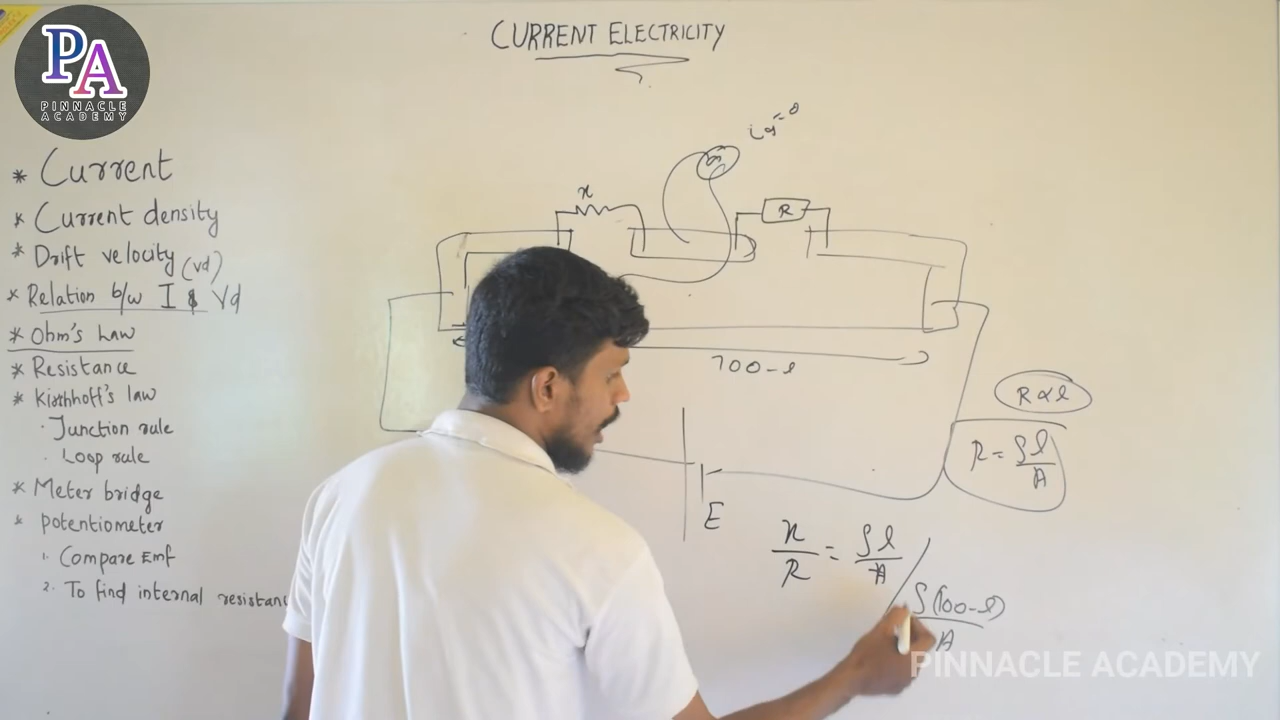 PA
PINNACLE
ACADEMY
CURRENT ELECTRICITY
* Current
* Current density
* Drift velocity (vd)
* Relation b/w I & Vd
* Ohm's Law
* Resistance
* Kirchhoff's law
· Junction rule
· Loop rule
* Meter bridge
* potentiometer
1. Compare Emf
2. To find internal resistanc
ig = 0
G
x
R
100-l
E
R ∝ l
R = ρl/A
x/R = ρl/A / ρ(100-l)/A
PINNACLE ACADEMY